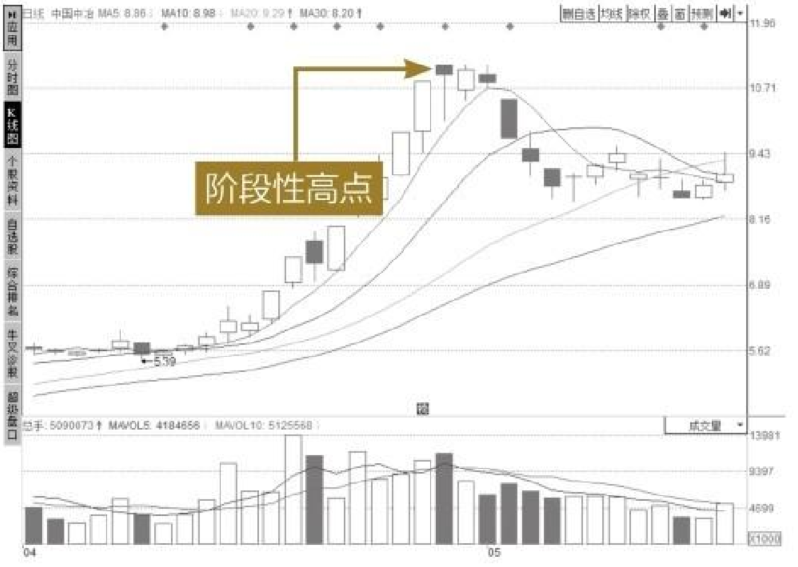 日线 中国中冶 MA5: 8.86↓ MA10: 8.98↓ MA20: 9.29↑ MA30: 8.20↑
删自选 均线 除权 叠 预测
应用
分时图
K线图
个股资料
自选股
综合排名
牛叉诊股
超级盘口
11.96
10.71
9.43
8.16
6.89
5.62
阶段性高点
←5.39
总手: 5090873↑ MAVOL5: 4184656↓ MAVOL10: 5125568↓
成交量
13981
9397
4699
X1000
04
05